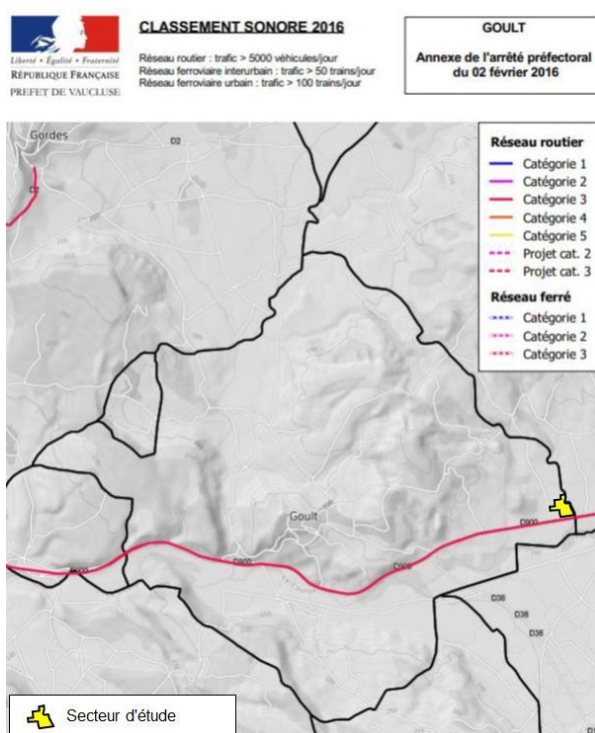 Liberté • Égalité • Fraternité
RÉPUBLIQUE FRANÇAISE
PREFET DE VAUCLUSE
CLASSEMENT SONORE 2016
Réseau routier : trafic > 5000 véhicules/jour
Réseau ferroviaire interurbain : trafic > 50 trains/jour
Réseau ferroviaire urbain : trafic > 100 trains/jour
GOULT
Annexe de l'arrêté préfectoral
du 02 février 2016
Réseau routier
Catégorie 1
Catégorie 2
Catégorie 3
Catégorie 4
Catégorie 5
Projet cat. 2
Projet cat. 3
Réseau ferré
Catégorie 1
Catégorie 2
Catégorie 3
Gordes
D2
D2
Goult
D900
D900
D900
D900
D36
D36
D36
Secteur d'étude